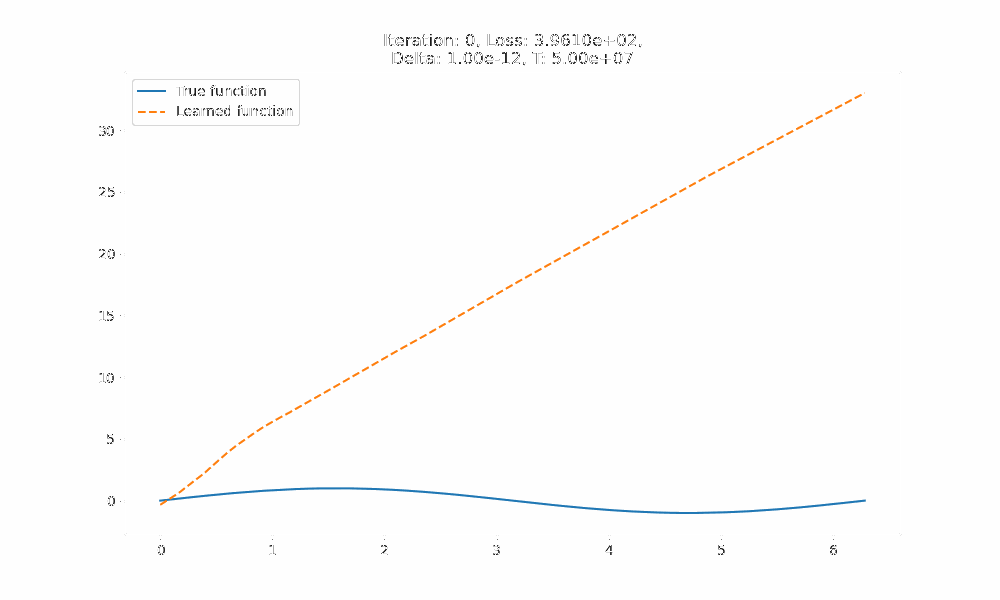 Iteration: 0, Loss: 3.9610e+02,
Delta: 1.00e-12, T: 5.00e+07
True function
Learned function
30
25
20
15
10
5
0
0 1 2 3 4 5 6